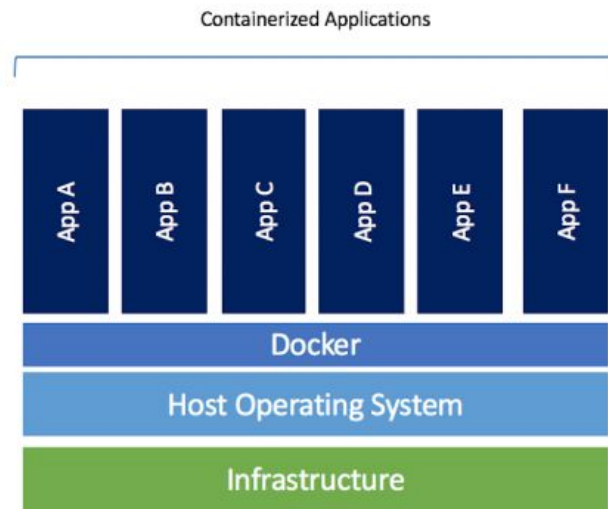 Containerized Applications
App A
App B
App C
App D
App E
App F
Docker
Host Operating System
Infrastructure